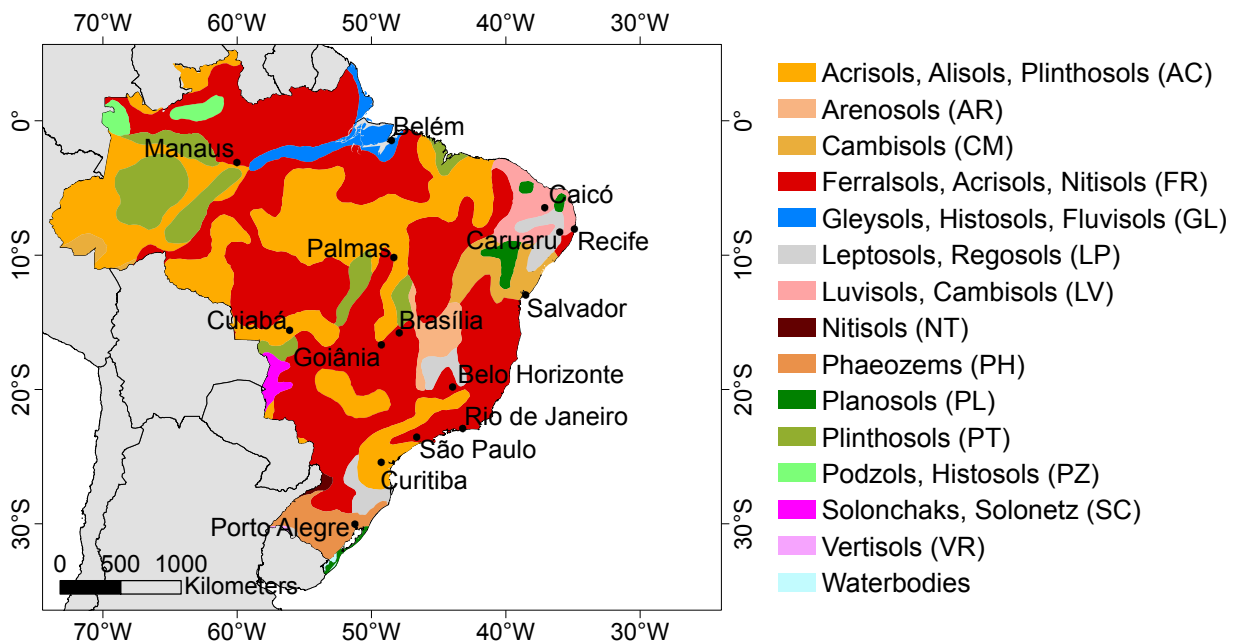 70°W 60°W 50°W 40°W 30°W
0° 10°S 20°S 30°S
0° 10°S 20°S 30°S
Belém
Manaus
Caicó
Caruaru Recife
Palmas
Salvador
Cuiabá Brasília
Goiânia
Belo Horizonte
Rio de Janeiro
São Paulo
Curitiba
Porto Alegre
0 500 1000
Kilometers
70°W 60°W 50°W 40°W 30°W
Acrisols, Alisols, Plinthosols (AC)
Arenosols (AR)
Cambisols (CM)
Ferralsols, Acrisols, Nitisols (FR)
Gleysols, Histosols, Fluvisols (GL)
Leptosols, Regosols (LP)
Luvisols, Cambisols (LV)
Nitisols (NT)
Phaeozems (PH)
Planosols (PL)
Plinthosols (PT)
Podzols, Histosols (PZ)
Solonchaks, Solonetz (SC)
Vertisols (VR)
Waterbodies